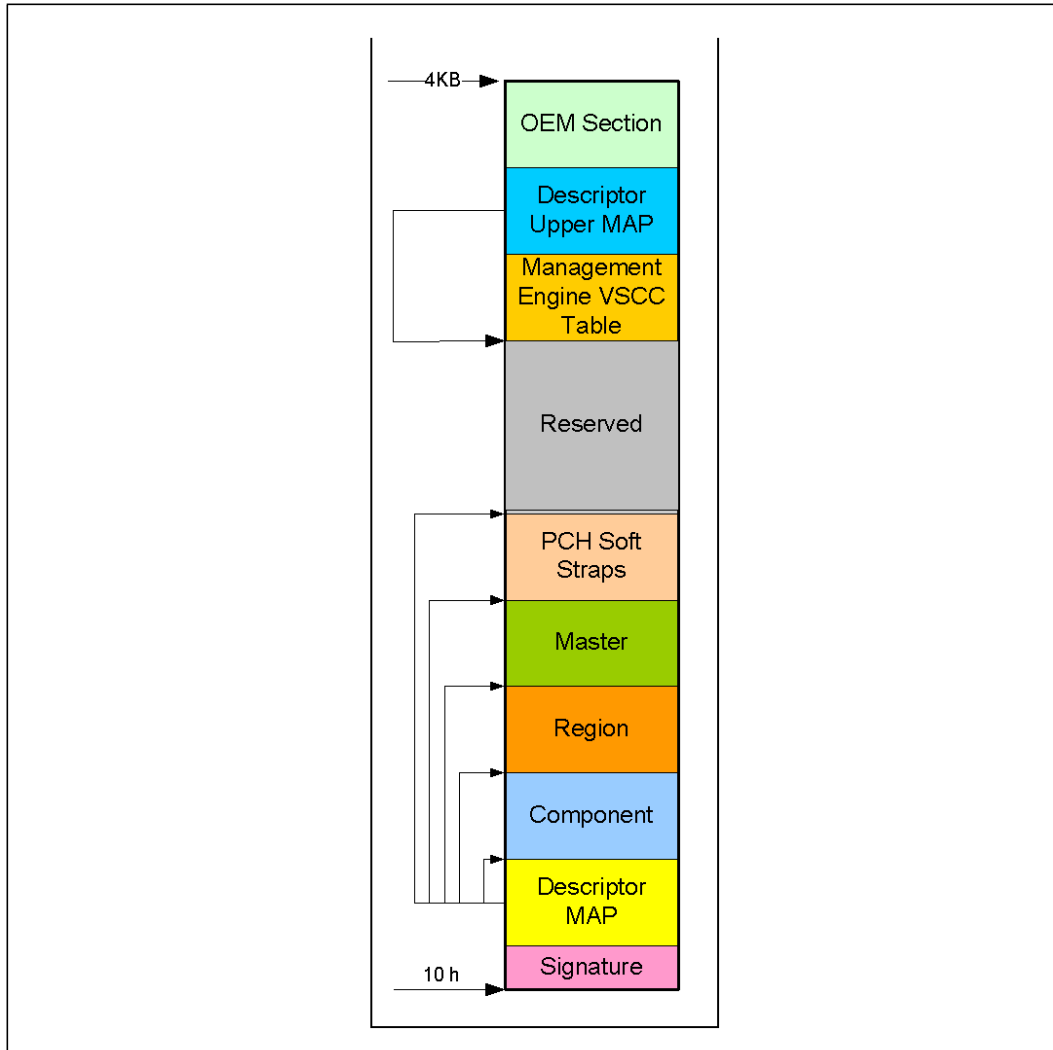 4KB
OEM Section
Descriptor
Upper MAP
Management
Engine VSCC
Table
Reserved
PCH Soft
Straps
Master
Region
Component
Descriptor
MAP
Signature
10 h